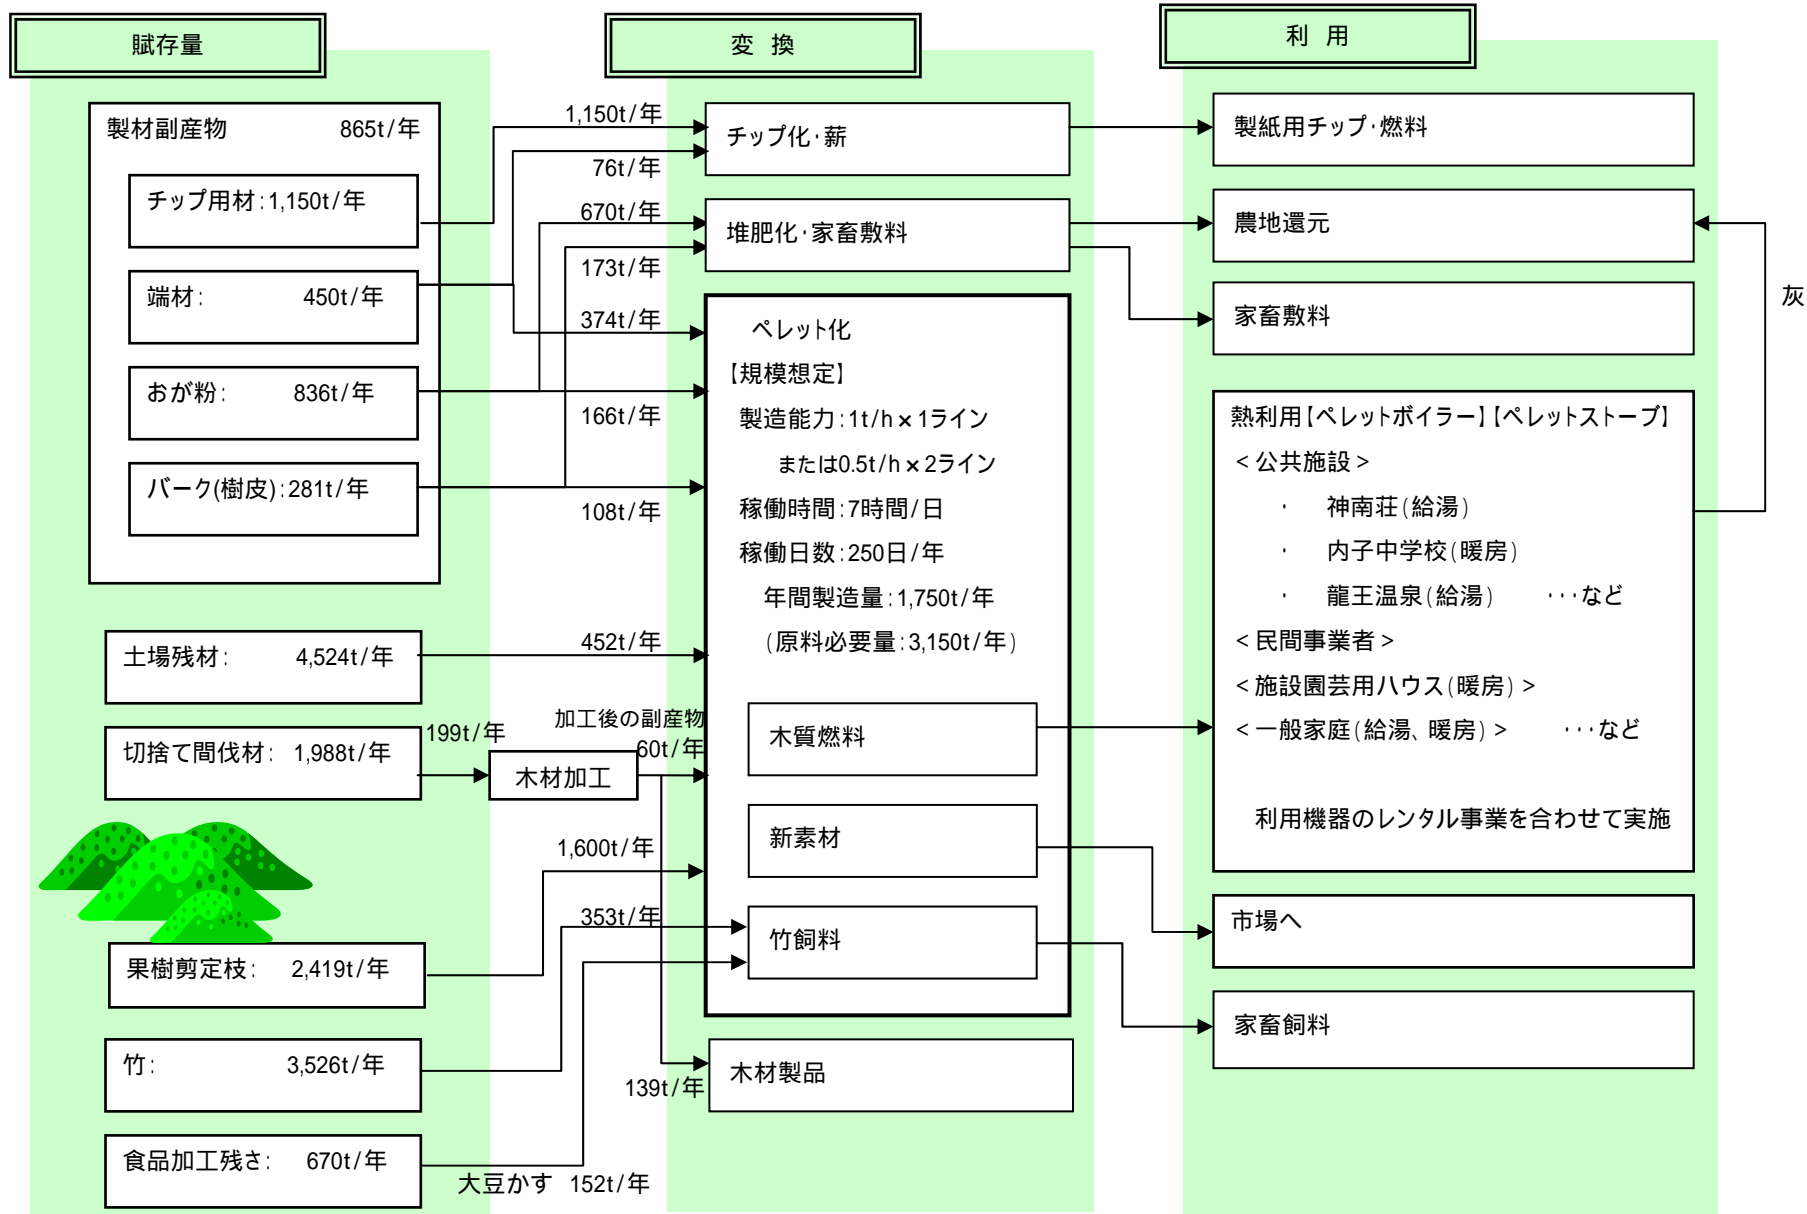 賦存量
変 換
利 用
製材副産物 865t/年
チップ用材:1,150t/年
端材: 450t/年
おが粉: 836t/年
バーク(樹皮):281t/年
土場残材: 4,524t/年
切捨て間伐材: 1,988t/年
果樹剪定枝: 2,419t/年
竹: 3,526t/年
食品加工残さ: 670t/年
1,150t/年
76t/年
670t/年
173t/年
374t/年
166t/年
108t/年
452t/年
199t/年
木材加工
加工後の副産物
60t/年
1,600t/年
353t/年
139t/年
大豆かす 152t/年
チップ化・薪
堆肥化・家畜敷料
ペレット化
【規模想定】
製造能力:1t/h×1ライン
または0.5t/h×2ライン
稼働時間:7時間/日
稼働日数:250日/年
年間製造量:1,750t/年
(原料必要量:3,150t/年)
木質燃料
新素材
竹飼料
木材製品
製紙用チップ・燃料
農地還元
家畜敷料
灰
熱利用【ペレットボイラー】【ペレットストーブ】
<公共施設>
・ 神南荘(給湯)
・ 内子中学校(暖房)
・ 龍王温泉(給湯) ・・・など
<民間事業者>
<施設園芸用ハウス(暖房)>
<一般家庭(給湯、暖房)> ・・・など
利用機器のレンタル事業を合わせて実施
市場へ
家畜飼料